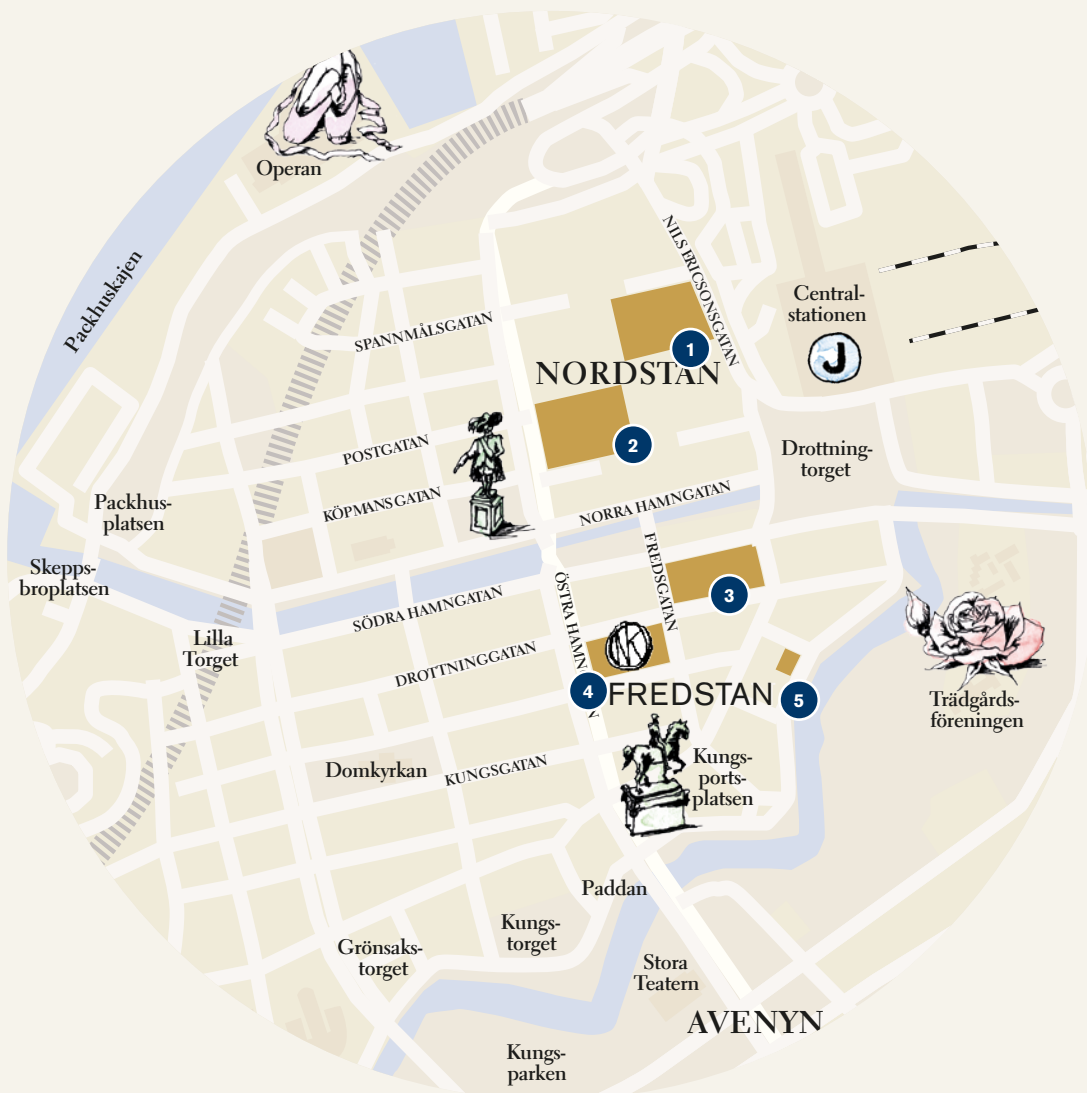 Operan
Packhuskajen
SPANNMÅLSGATAN
NILS ERICSONSGATAN
Central-
stationen
J
1
NORDSTAN
2
POSTGATAN
KÖPMANSGATAN
Drottning-
torget
NORRA HAMNGATAN
Packhus-
platsen
Skepps-
broplatsen
FREDSGATAN
3
SÖDRA HAMNGATAN
ÖSTRA HAMN
N
Lilla
Torget
DROTTNINGGATAN
NK
4
FREDSTAN
5
Trädgårds-
föreningen
Domkyrkan
KUNGSGATAN
Kungs-
ports-
platsen
Paddan
Kungs-
torget
Grönsaks-
torget
Stora
Teatern
AVENYN
Kungs-
parken